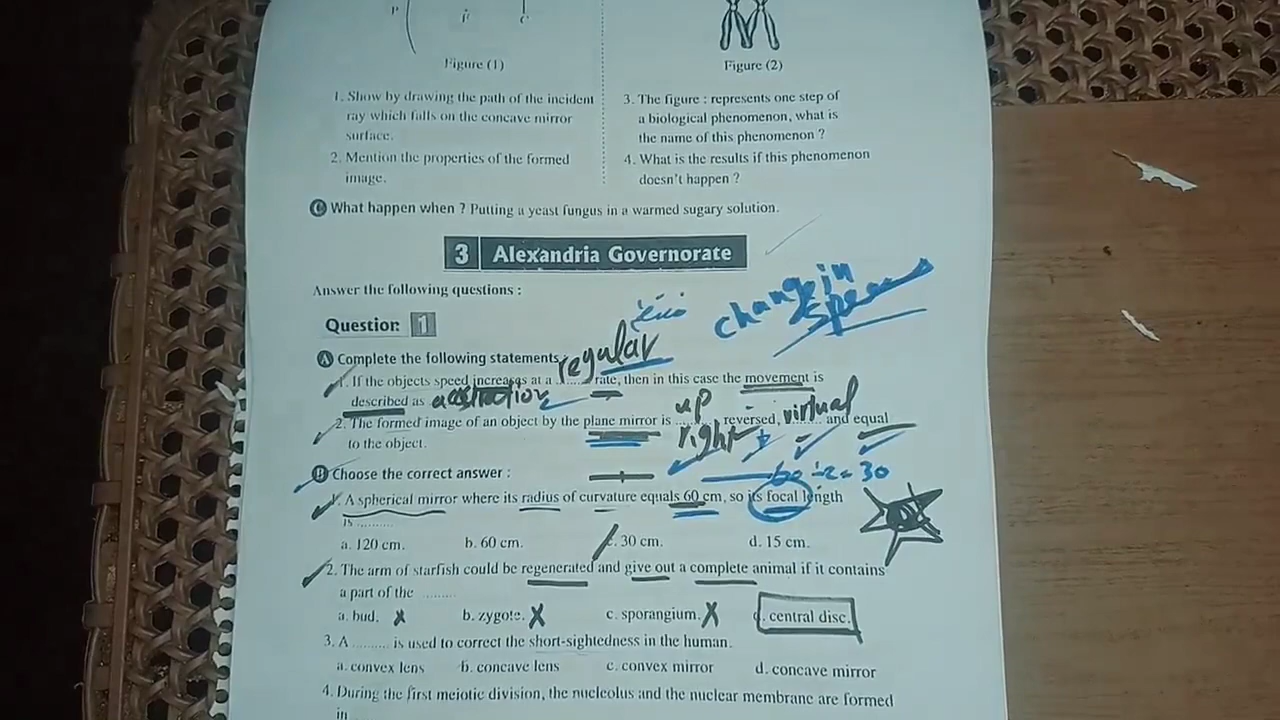 P F C
Figure (1)
Figure (2)
1. Show by drawing the path of the incident
ray which falls on the concave mirror
surface.
2. Mention the properties of the formed
image.
3. The figure : represents one step of
a biological phenomenon, what is
the name of this phenomenon ?
4. What is the results if this phenomenon
doesn't happen ?
C What happen when ? Putting a yeast fungus in a warmed sugary solution.
3 Alexandria Governorate
change in
speed
Answer the following questions :
Question 1
منتظم
regular
A Complete the following statements :
1. If the objects speed increases at a ........ rate, then in this case the movement is
described as
up
right
virtual
2. The formed image of an object by the plane mirror is ........ reversed, ........ and equal
to the object.
60 ÷2= 30
B Choose the correct answer :
1. A spherical mirror where its radius of curvature equals 60 cm, so its focal length
is ..........
a. 120 cm. b. 60 cm. c. 30 cm. d. 15 cm.
2. The arm of starfish could be regenerated and give out a complete animal if it contains
a part of the ........
a. bud. x b. zygote. x c. sporangium. x d. central disc.
3. A ......... is used to correct the short-sightedness in the human.
a. convex lens b. concave lens c. convex mirror d. concave mirror
4. During the first meiotic division, the nucleolus and the nuclear membrane are formed
in